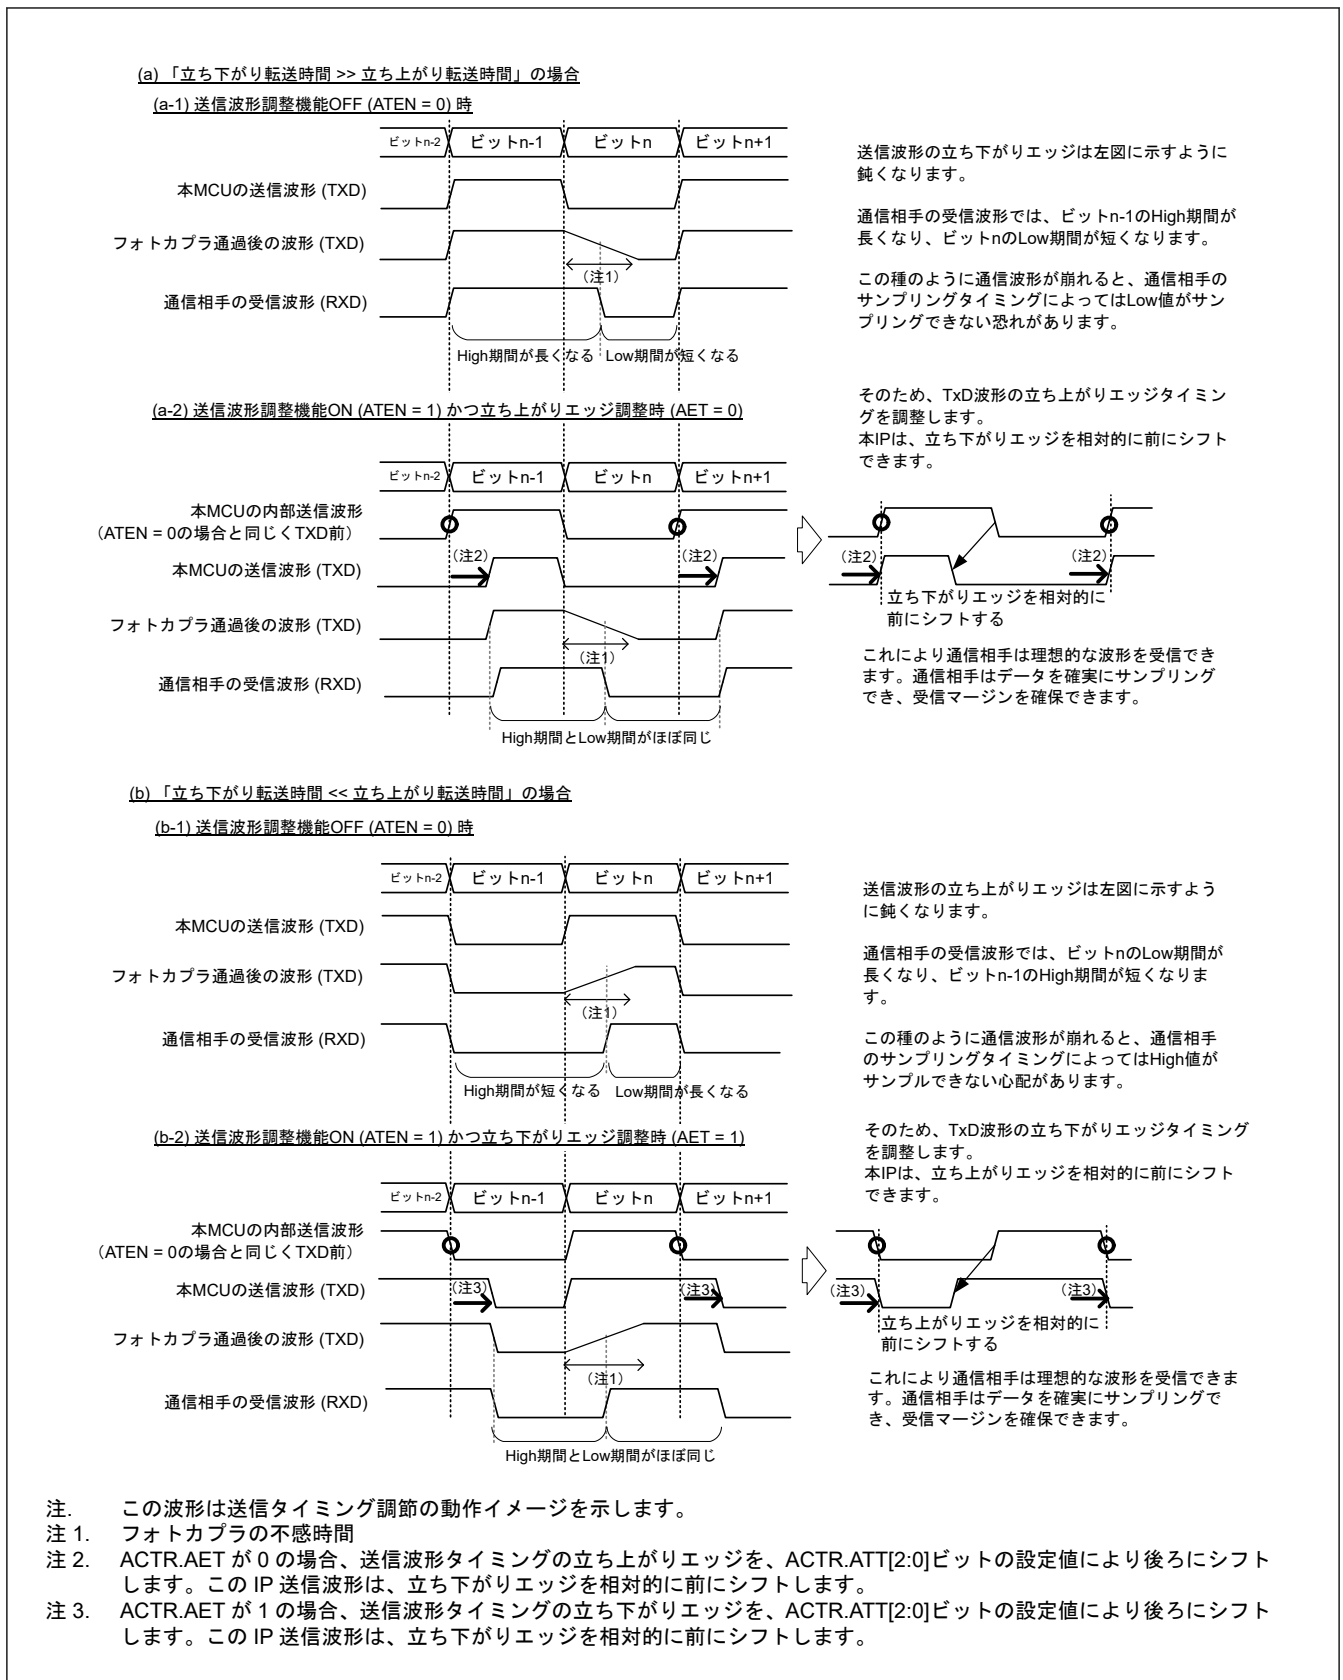 (a) 「立ち下がり転送時間 >> 立ち上がり転送時間」の場合
(a-1) 送信波形調整機能OFF (ATEN = 0) 時
ビットn-2
ビットn-1
ビットn
ビットn+1
本MCUの送信波形 (TXD)
フォトカプラ通過後の波形 (TXD)
（注1）
通信相手の受信波形 (RXD)
High期間が長くなる
Low期間が短くなる
送信波形の立ち下がりエッジは左図に示すように
鈍くなります。
通信相手の受信波形では、ビットn-1のHigh期間が
長くなり、ビットnのLow期間が短くなります。
この種のように通信波形が崩れると、通信相手の
サンプリングタイミングによってはLow値がサン
プリングできない恐れがあります。
(a-2) 送信波形調整機能ON (ATEN = 1) かつ立ち上がりエッジ調整時 (AET = 0)
そのため、TxD波形の立ち上がりエッジタイミン
グを調整します。
本IPは、立ち下がりエッジを相対的に前にシフト
できます。
ビットn-2
ビットn-1
ビットn
ビットn+1
本MCUの内部送信波形
（ATEN = 0の場合と同じくTXD前）
（注2）
（注2）
本MCUの送信波形 (TXD)
フォトカプラ通過後の波形 (TXD)
（注1）
通信相手の受信波形 (RXD)
High期間とLow期間がほぼ同じ
（注2）
（注2）
立ち下がりエッジを相対的に
前にシフトする
これにより通信相手は理想的な波形を受信でき
ます。通信相手はデータを確実にサンプリング
でき、受信マージンを確保できます。
(b) 「立ち下がり転送時間 << 立ち上がり転送時間」の場合
(b-1) 送信波形調整機能OFF (ATEN = 0) 時
ビットn-2
ビットn-1
ビットn
ビットn+1
本MCUの送信波形 (TXD)
フォトカプラ通過後の波形 (TXD)
（注1）
通信相手の受信波形 (RXD)
High期間が短くなる
Low期間が長くなる
送信波形の立ち上がりエッジは左図に示すよう
に鈍くなります。
通信相手の受信波形では、ビットnのLow期間が
長くなり、ビットn-1のHigh期間が短くなりま
す。
この種のように通信波形が崩れると、通信相手
のサンプリングタイミングによってはHigh値が
サンプルできない心配があります。
(b-2) 送信波形調整機能ON (ATEN = 1) かつ立ち下がりエッジ調整時 (AET = 1)
そのため、TxD波形の立ち下がりエッジタイミング
を調整します。
本IPは、立ち上がりエッジを相対的に前にシフト
できます。
ビットn-2
ビットn-1
ビットn
ビットn+1
本MCUの内部送信波形
（ATEN = 0の場合と同じくTXD前）
本MCUの送信波形 (TXD)
（注3）
（注3）
フォトカプラ通過後の波形 (TXD)
（注1）
通信相手の受信波形 (RXD)
High期間とLow期間がほぼ同じ
（注3）
（注3）
立ち上がりエッジを相対的に
前にシフトする
これにより通信相手は理想的な波形を受信できま
す。通信相手はデータを確実にサンプリングで
き、受信マージンを確保できます。
注. この波形は送信タイミング調節の動作イメージを示します。
注 1. フォトカプラの不感時間
注 2. ACTR.AET が 0 の場合、送信波形タイミングの立ち上がりエッジを、ACTR.ATT[2:0]ビットの設定値により後ろにシフト
します。この IP 送信波形は、立ち下がりエッジを相対的に前にシフトします。
注 3. ACTR.AET が 1 の場合、送信波形タイミングの立ち下がりエッジを、ACTR.ATT[2:0]ビットの設定値により後ろにシフト
します。この IP 送信波形は、立ち下がりエッジを相対的に前にシフトします。